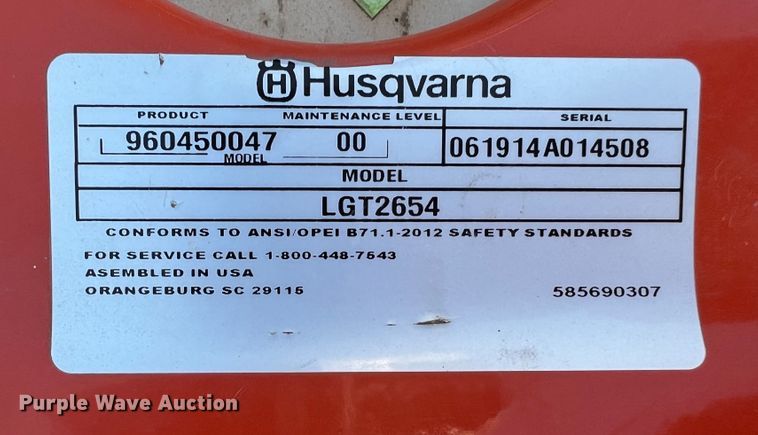 Husqvarna
PRODUCT MAINTENANCE LEVEL SERIAL
960450047 00 061914A014508
MODEL
MODEL
LGT2654
CONFORMS TO ANSI/OPEI B71.1-2012 SAFETY STANDARDS
FOR SERVICE CALL 1-800-448-7543
ASEMBLED IN USA
ORANGEBURG SC 29115 585690307
Purple Wave Auction